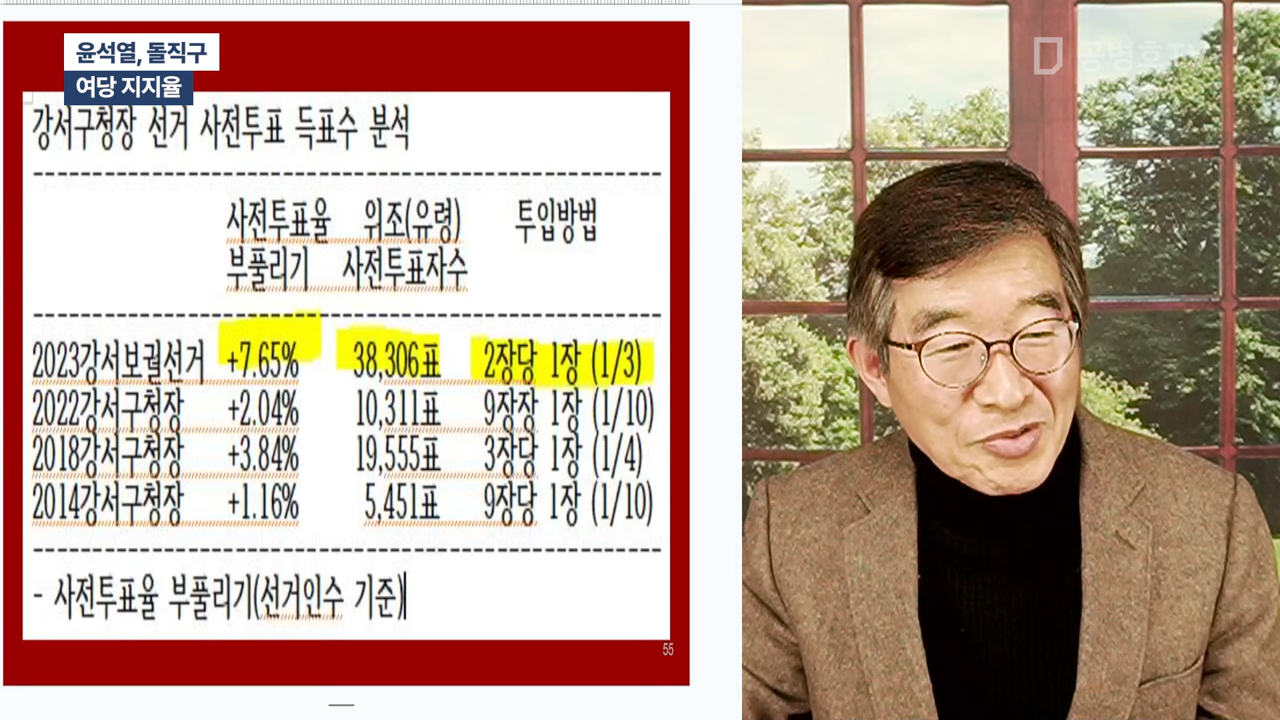 윤석열, 돌직구
여당 지지율
강서구청장 선거 사전투표 득표수 분석
사전투표율 위조(유령) 투입방법
부풀리기 사전투표자수
2023강서보궐선거 +7.65% 38,306표 2장당 1장 (1/3)
2022강서구청장 +2.04% 10,311표 9장장 1장 (1/10)
2018강서구청장 +3.84% 19,555표 3장당 1장 (1/4)
2014강서구청장 +1.16% 5,451표 9장당 1장 (1/10)
- 사전투표율 부풀리기(선거인수 기준)
55